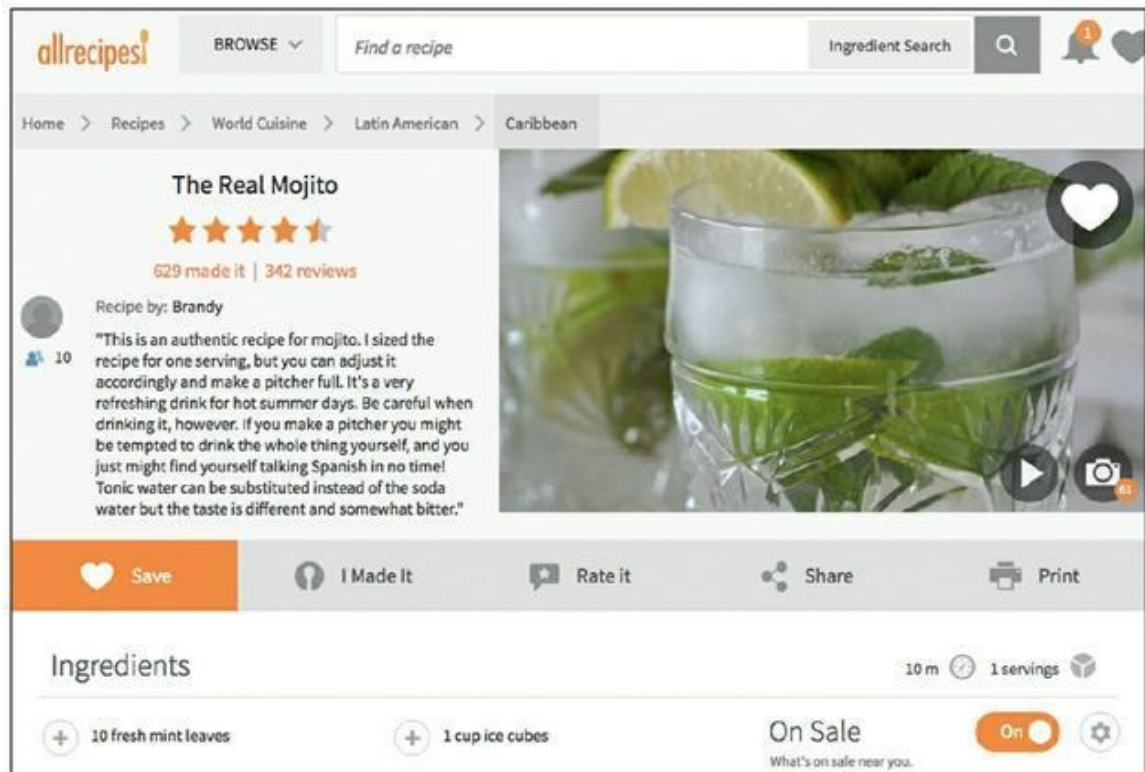 allrecipes!
BROWSE
Find a recipe
Ingredient Search
1
Home > Recipes > World Cuisine > Latin American > Caribbean
The Real Mojito
629 made it | 342 reviews
Recipe by: Brandy
10
"This is an authentic recipe for mojito. I sized the
recipe for one serving, but you can adjust it
accordingly and make a pitcher full. It's a very
refreshing drink for hot summer days. Be careful when
drinking it, however. If you make a pitcher you might
be tempted to drink the whole thing yourself, and you
just might find yourself talking Spanish in no time!
Tonic water can be substituted instead of the soda
water but the taste is different and somewhat bitter."
Save
I Made It
Rate it
Share
Print
Ingredients
10 m
1 servings
10 fresh mint leaves
1 cup ice cubes
On Sale
On
What's on sale near you.